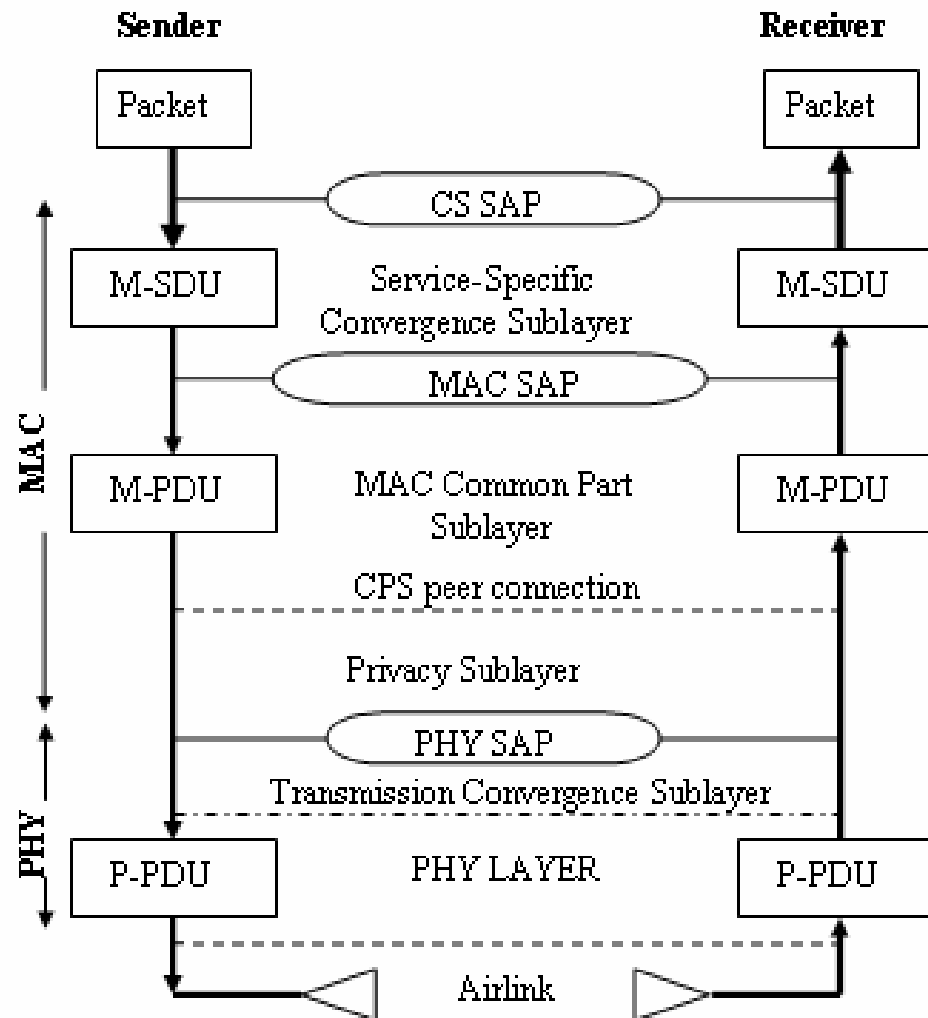 Sender Receiver
Packet Packet
CS SAP
M-SDU Service-Specific M-SDU
Convergence Sublayer
MAC SAP
MAC
M-PDU MAC Common Part M-PDU
Sublayer
CPS peer connection
Privacy Sublayer
PHY SAP
Transmission Convergence Sublayer
PHY
P-PDU PHY LAYER P-PDU
Airlink